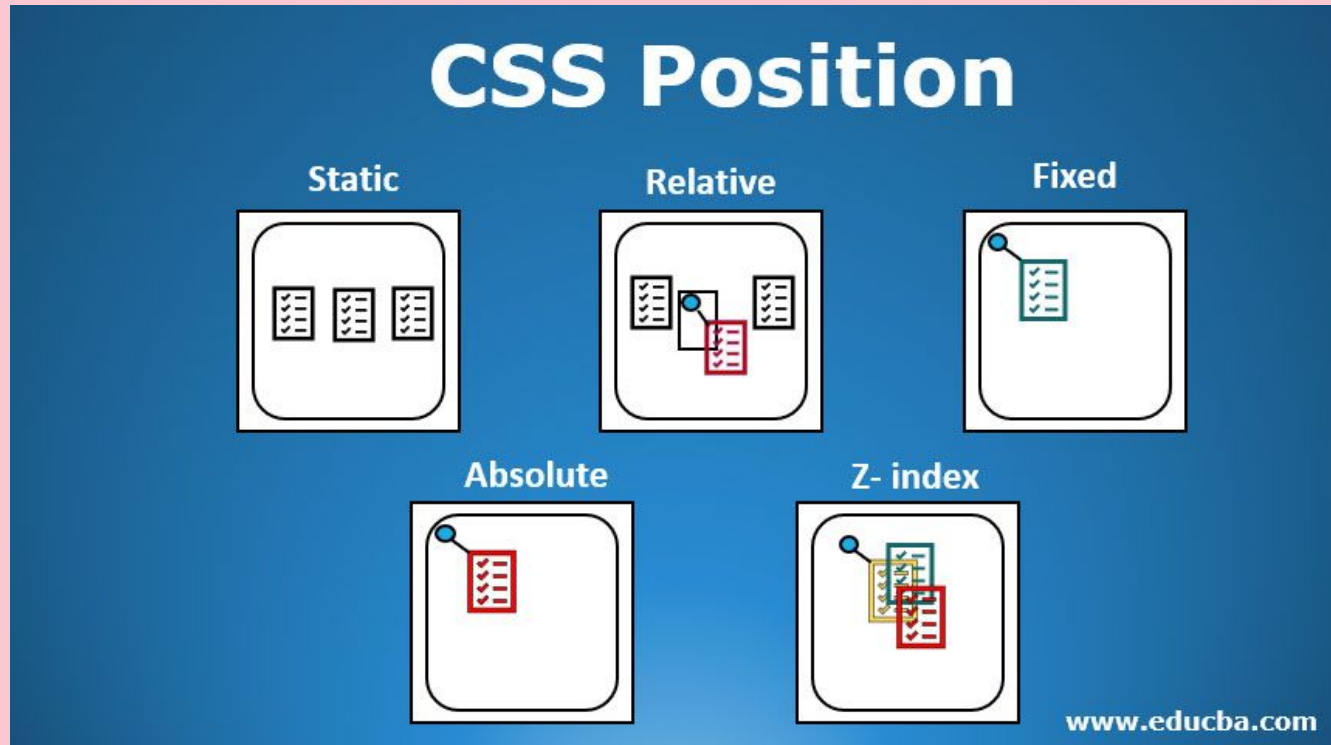 CSS Position
Static
Relative
Fixed
Absolute
Z- index
www.educba.com